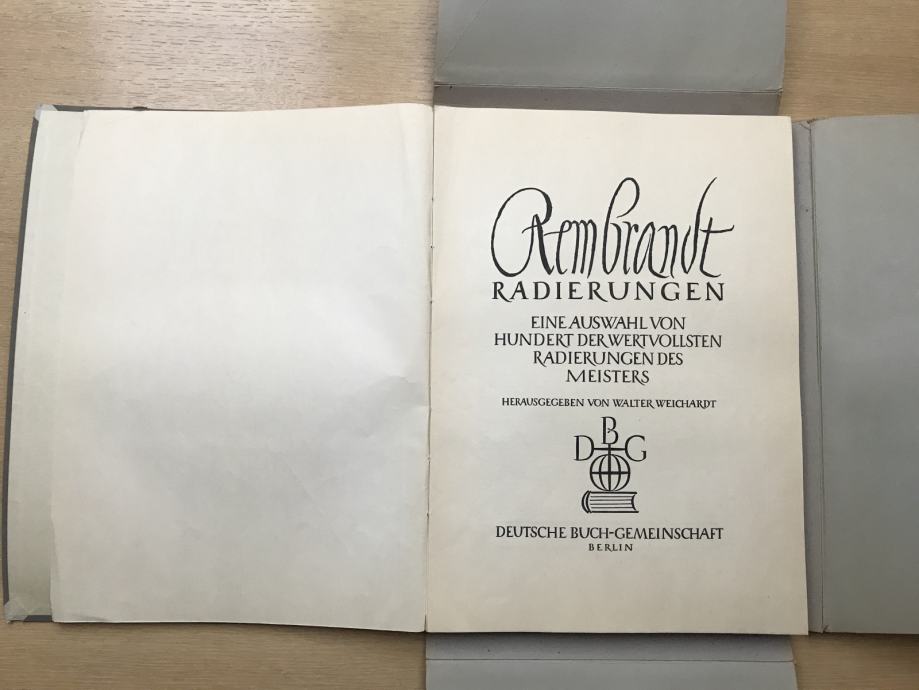 Rembrandt
RADIERUNGEN
EINE AUSWAHL VON
HUNDERT DER WERTVOLLSTEN
RADIERUNGEN DES
MEISTERS
HERAUSGEGEBEN VON WALTER WEICHARDT
DBG
DEUTSCHE BUCH-GEMEINSCHAFT
BERLIN